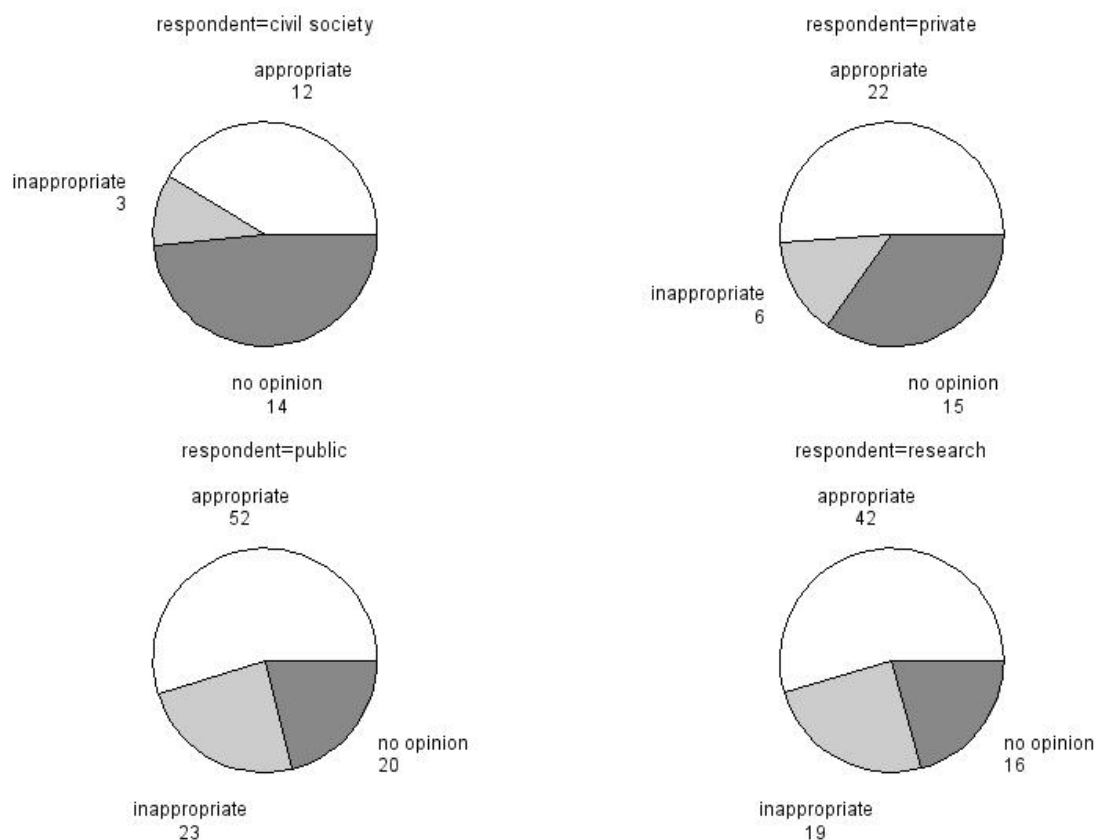 respondent=civil society
appropriate
12
inappropriate
3
no opinion
14
respondent=private
appropriate
22
inappropriate
6
no opinion
15
respondent=public
appropriate
52
no opinion
20
inappropriate
23
respondent=research
appropriate
42
no opinion
16
inappropriate
19